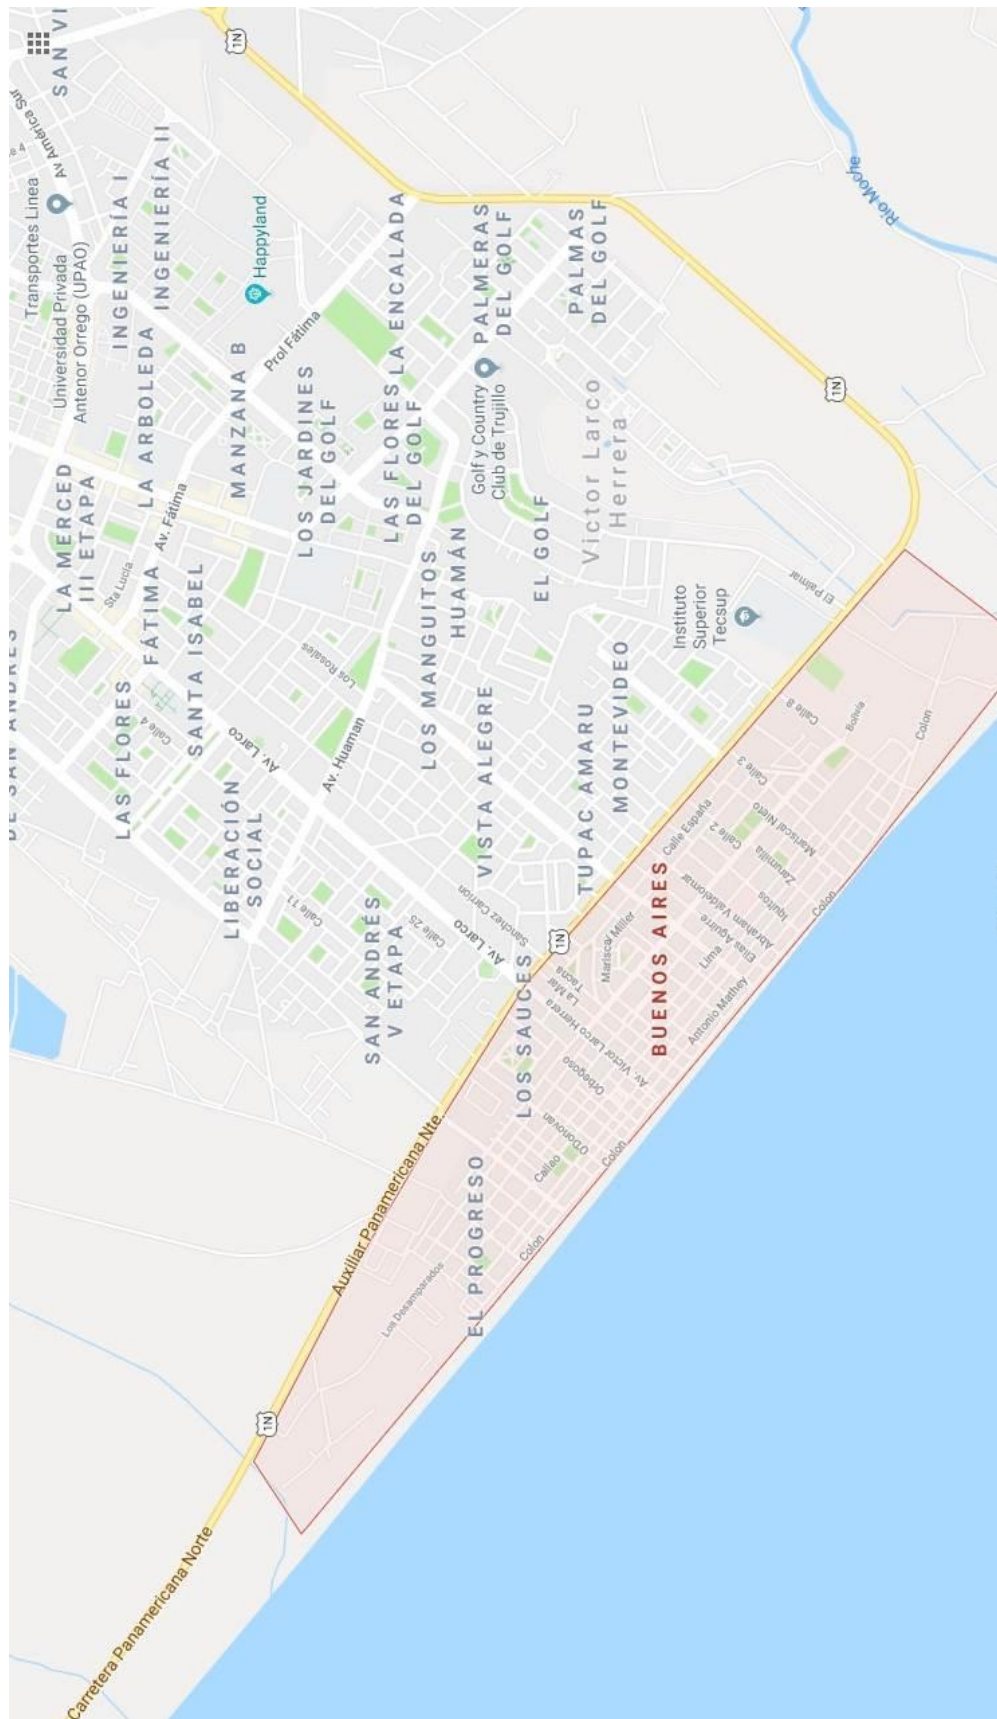 SAN VI
Av América Sur
Transportes Linea
Universidad Privada
Antenor Orrego (UPAO)
INGENIERÍA I
INGENIERÍA II
LA ARBOLEDA
Happyland
MANZANA B
Prol Fátima
LA MERCED
III ETAPA
Sta Lucía
FÁTIMA
Av. Fátima
SANTA ISABEL
LAS FLORES
Calle 4
LOS JARDINES
DEL GOLF
LA ENCALADA
LAS FLORES
DEL GOLF
PALMERAS
DEL GOLF
PALMAS
DEL GOLF
Golf y Country
Club de Trujillo
Victor Larco
Herrera
EL GOLF
HUAMÁN
LOS MANGUITOS
Los Rosales
Av. Huaman
Av. Larco
LIBERACIÓN
SOCIAL
Calle 11
SAN ANDRÉS
V ETAPA
Calle 25
Av. Larco
Sanchez Carrion
VISTA ALEGRE
TUPAC AMARU
MONTEVIDEO
Instituto
Superior
Tecsup
El Palmar
Río Moche
1N
1N
1N
1N
Calle 8
Bolivia
Colon
Calle 3
Mariscal Nieto
Calle España
Calle 2
Zarumilla
Iquitos
Abraham Valdelomar
Elias Aguirre
Lima
Colon
BUENOS AIRES
Mariscal Miller
Tacna
La Mar
Av. Victor Larco Herrera
Antonio Mathey
LOS SAUCES
Orbegoso
O'Donovan
Callao
Colon
EL PROGRESO
Colon
Los Desamparados
Auxiliar Panamericana Nte.
Carretera Panamericana Norte